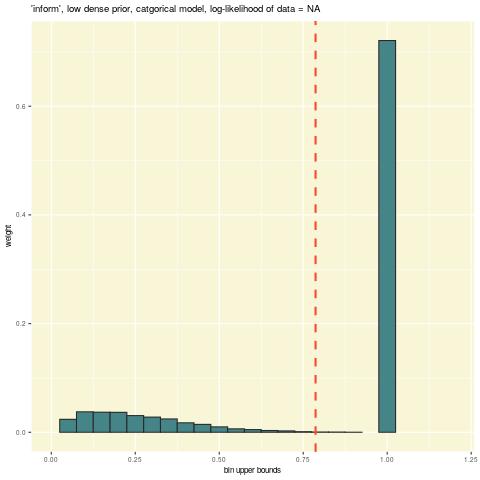 'inform', low dense prior, catgorical model, log-likelihood of data = NA
weight
0.6
0.4
0.2
0.0
0.00 0.25 0.50 0.75 1.00 1.25
bin upper bounds